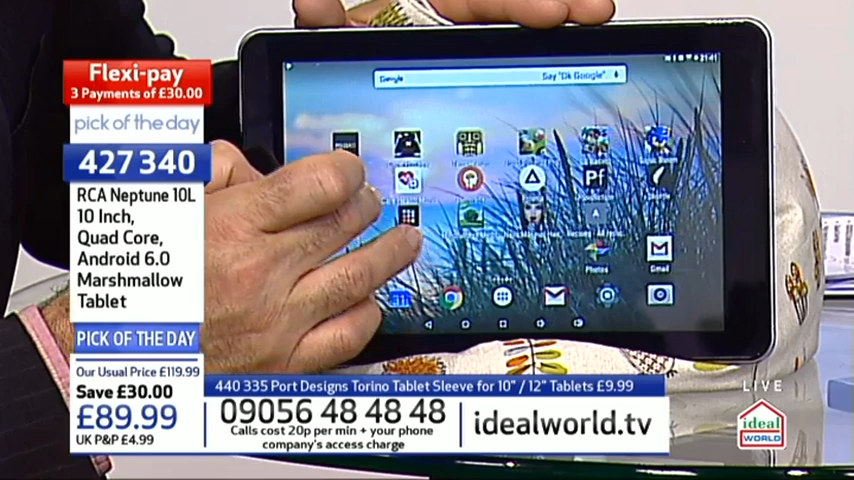 Flexi-pay
3 Payments of £30.00
pick of the day
427 340
RCA Neptune 10L
10 Inch,
Quad Core,
Android 6.0
Marshmallow
Tablet
PICK OF THE DAY
Our Usual Price £119.99
Save £30.00
£89.99
UK P&P £4.99
Google
Say "Ok Google"
21:41
Pf
Photos
Gmail
31
440 335 Port Designs Torino Tablet Sleeve for 10" / 12" Tablets £9.99
09056 48 48 48
Calls cost 20p per min + your phone
company's access charge
idealworld.tv
LIVE
ideal
WORLD